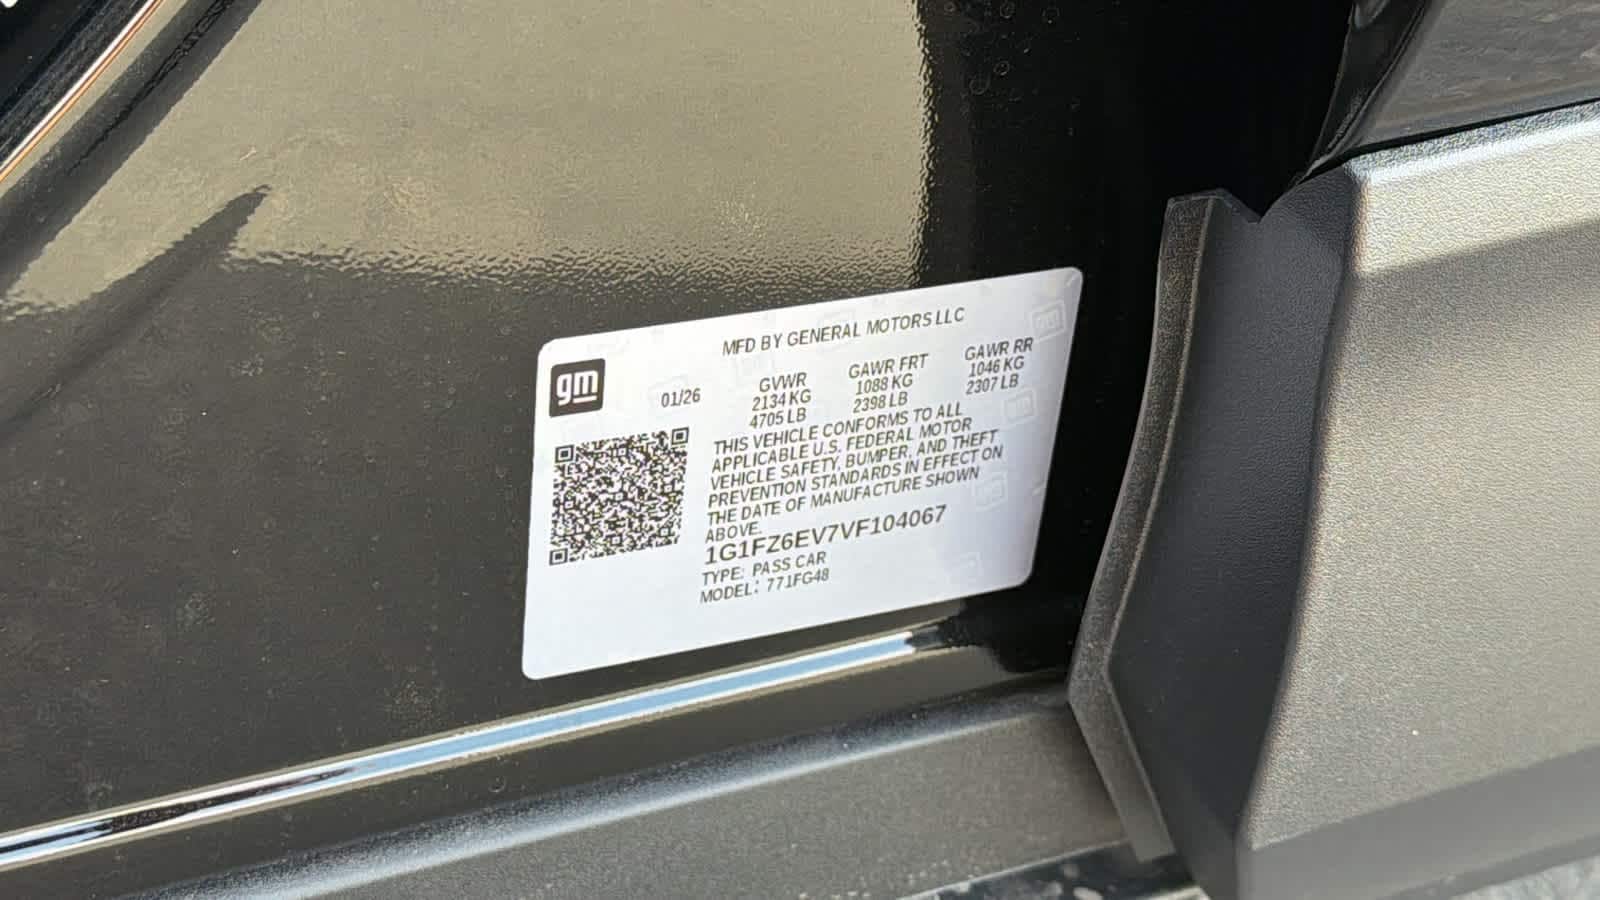 MFD BY GENERAL MOTORS LLC
gm
01/26
GVWR
2134 KG
4705 LB
GAWR FRT
1088 KG
2398 LB
GAWR RR
1046 KG
2307 LB
THIS VEHICLE CONFORMS TO ALL
APPLICABLE U.S. FEDERAL MOTOR
VEHICLE SAFETY, BUMPER, AND THEFT
PREVENTION STANDARDS IN EFFECT ON
THE DATE OF MANUFACTURE SHOWN
ABOVE.
1G1FZ6EV7VF104067
TYPE: PASS CAR
MODEL: 771FG48